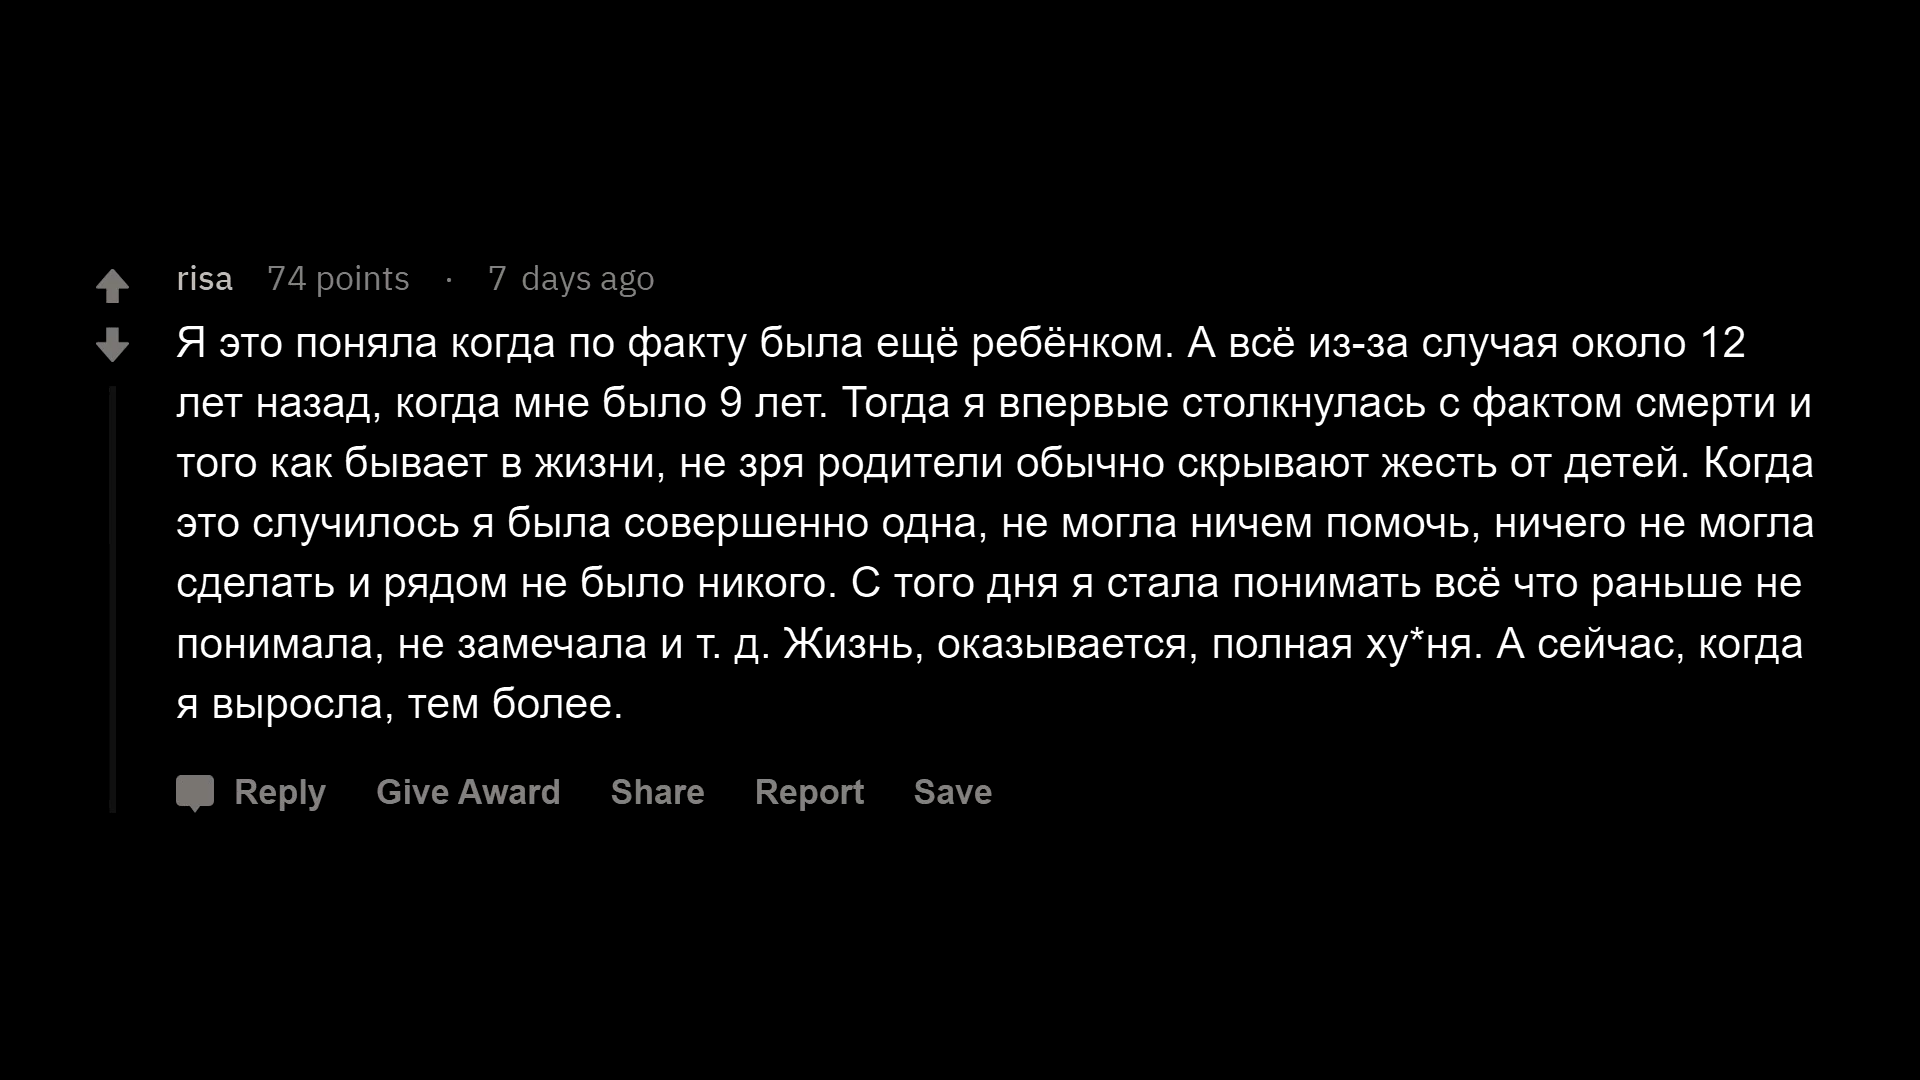 risa 74 points · 7 days ago
Я это поняла когда по факту была ещё ребёнком. А всё из-за случая около 12
лет назад, когда мне было 9 лет. Тогда я впервые столкнулась с фактом смерти и
того как бывает в жизни, не зря родители обычно скрывают жесть от детей. Когда
это случилось я была совершенно одна, не могла ничем помочь, ничего не могла
сделать и рядом не было никого. С того дня я стала понимать всё что раньше не
понимала, не замечала и т. д. Жизнь, оказывается, полная ху*ня. А сейчас, когда
я выросла, тем более.
Reply Give Award Share Report Save